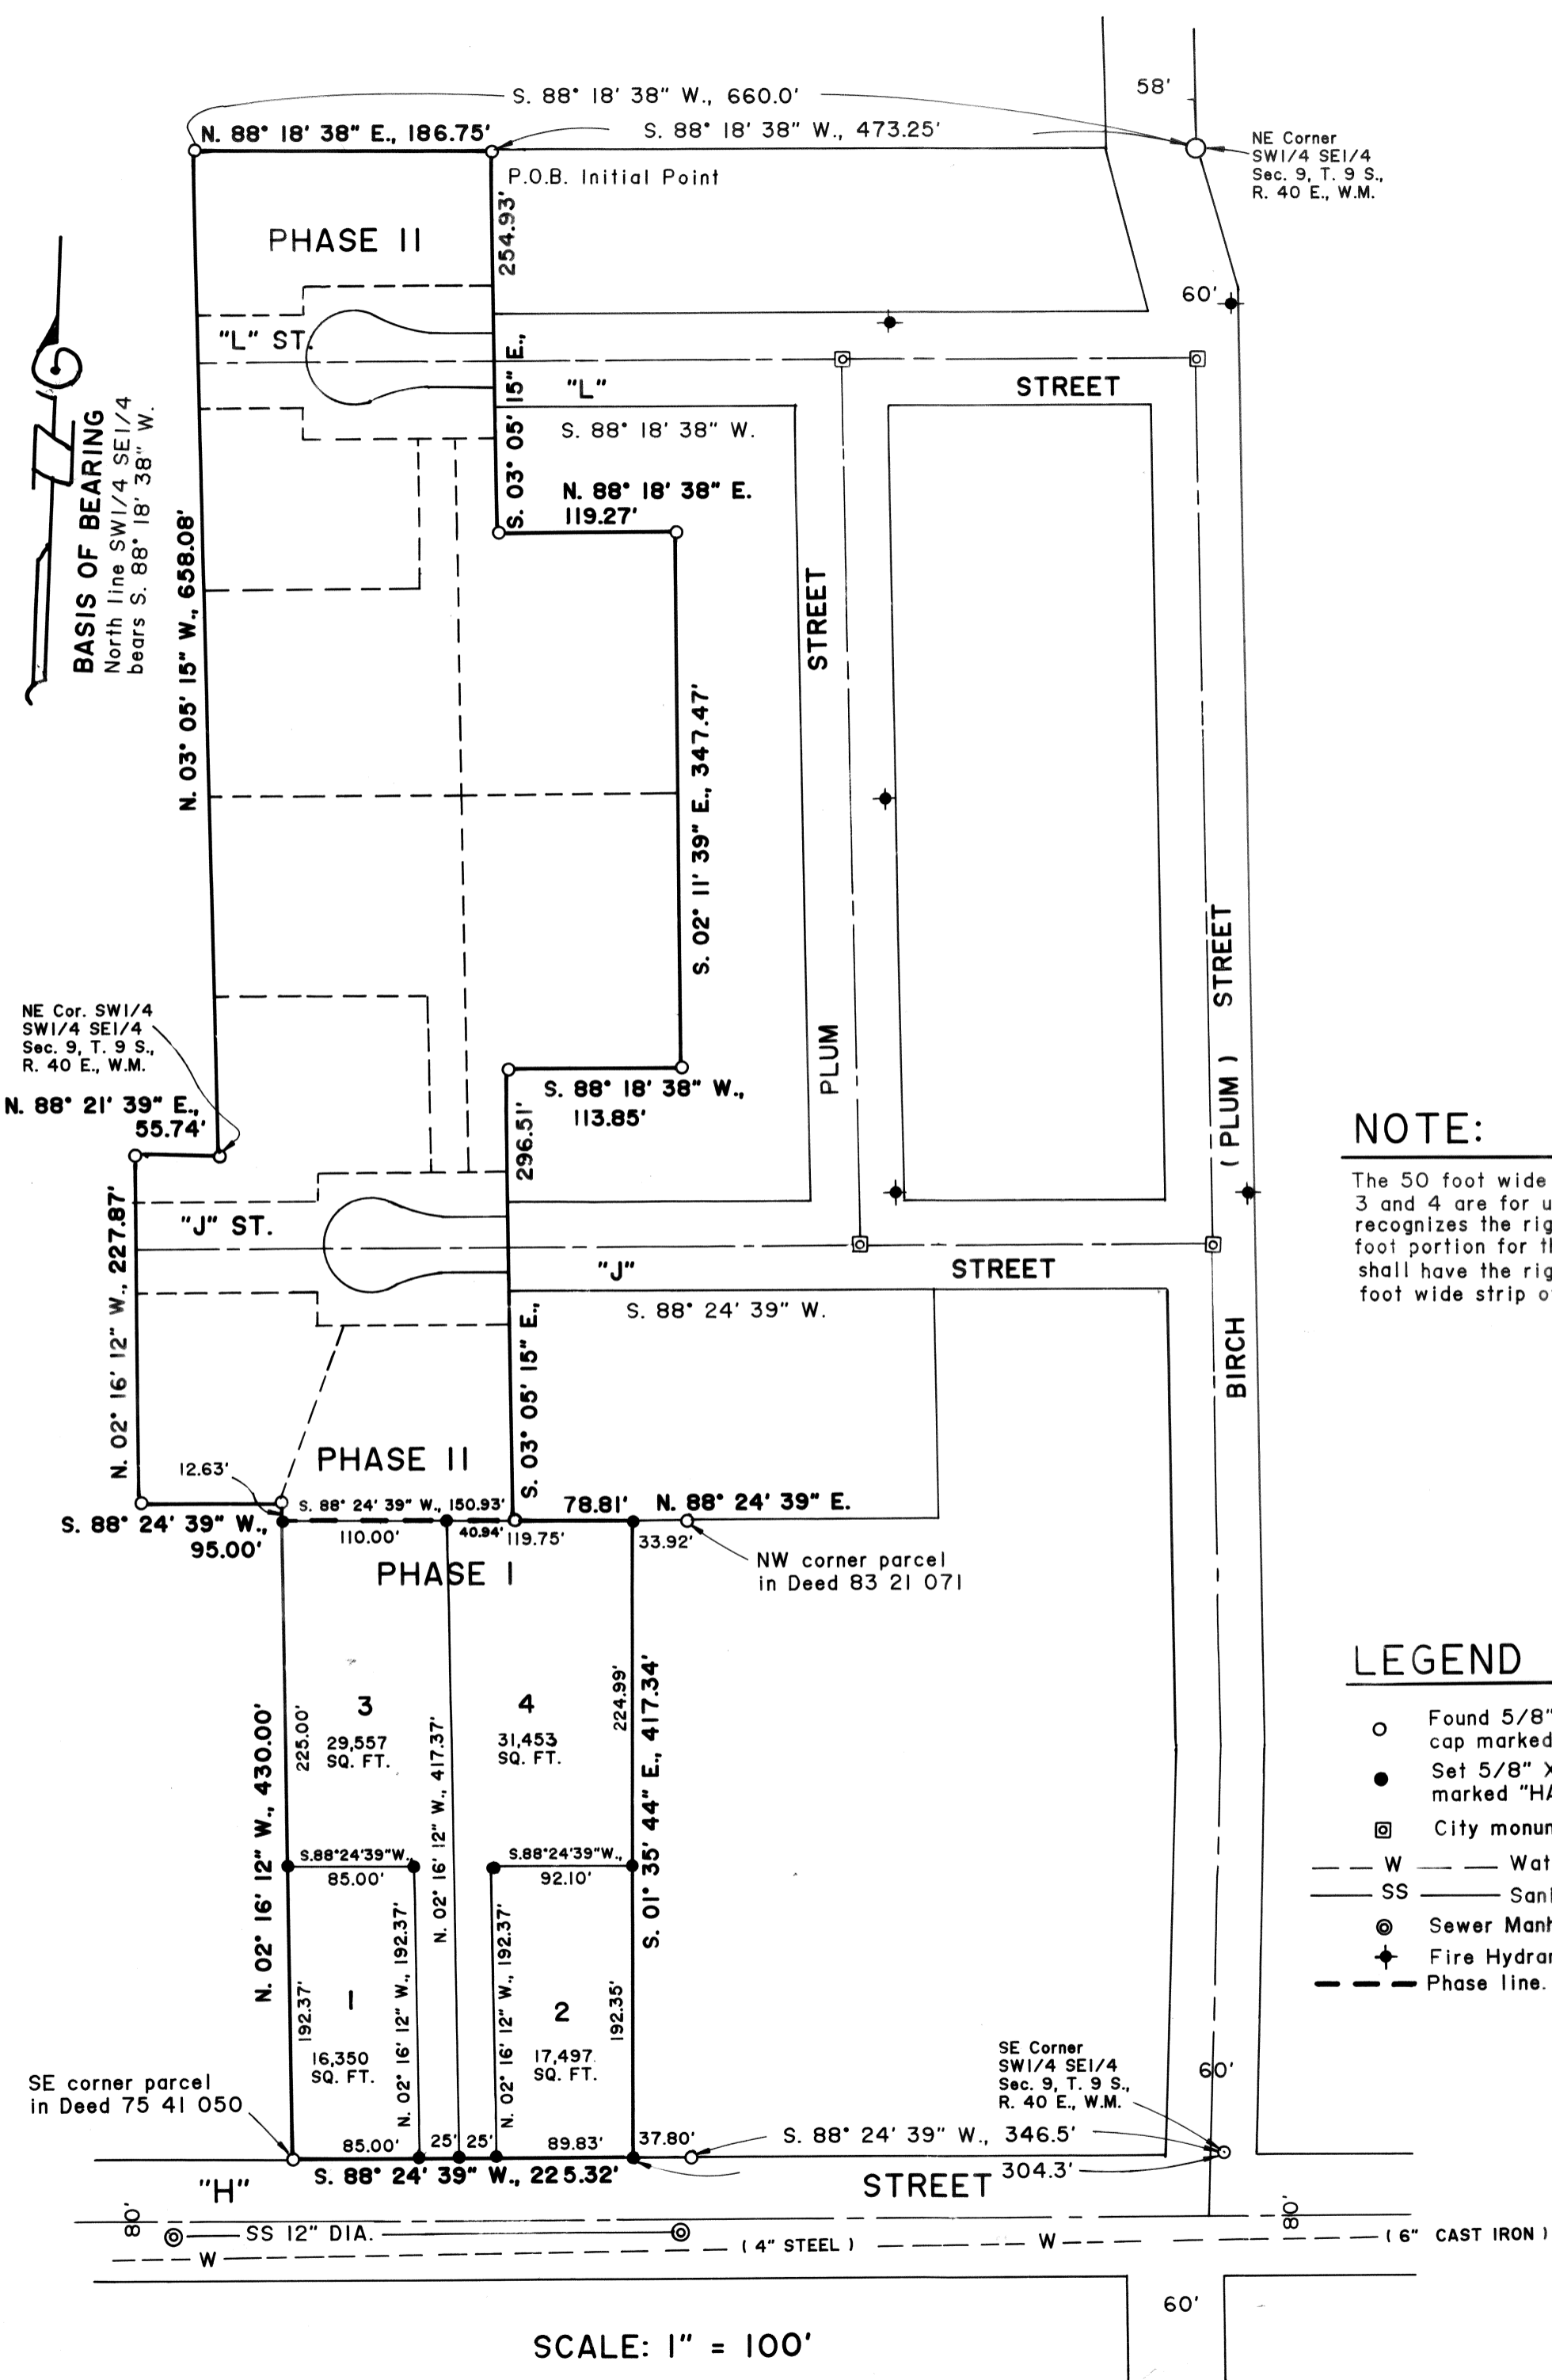 58'
S. 88° 18' 38" W., 660.0'
N. 88° 18' 38" E., 186.75'
S. 88° 18' 38" W., 473.25'
NE Corner
SW1/4 SE1/4
Sec. 9, T. 9 S.,
R. 40 E., W.M.
P.O.B. Initial Point
PHASE II
254.93'
60'
"L" ST.
"L"
STREET
S. 88° 18' 38" W.
S. 03° 05' 15" E.,
N. 88° 18' 38" E.
119.27'
BASIS OF BEARING
North line SW1/4 SE1/4
bears S. 88° 18' 38" W.
N. 03° 05' 15" W., 658.08'
STREET
PLUM
S. 02° 11' 39" E., 347.47'
STREET
( PLUM )
BIRCH
NE Cor. SW1/4
SW1/4 SE1/4
Sec. 9, T. 9 S.,
R. 40 E., W.M.
N. 88° 21' 39" E.,
55.74'
S. 88° 18' 38" W.,
113.85'
296.51'
NOTE:
The 50 foot wide
3 and 4 are for u
recognizes the rig
foot portion for th
shall have the rig
foot wide strip o
N. 02° 16' 12" W., 227.87'
"J" ST.
"J"
STREET
S. 88° 24' 39" W.
S. 03° 05' 15" E.,
PHASE II
12.63'
S. 88° 24' 39" W., 150.93'
78.81'
N. 88° 24' 39" E.
S. 88° 24' 39" W.,
95.00'
110.00'
40.94'
119.75'
33.92'
NW corner parcel
in Deed 83 21 071
PHASE I
LEGEND
Found 5/8"
cap marked
Set 5/8" X
marked "HA
City monun
W
Wat
SS
Sani
Sewer Manh
Fire Hydran
Phase line.
3
29,557
SQ. FT.
4
31,453
SQ. FT.
225.00'
224.99'
N. 02° 16' 12" W., 430.00'
N. 02° 16' 12" W., 417.37'
S. 01° 35' 44" E., 417.34'
S.88°24'39"W.,
85.00'
S.88°24'39"W.,
92.10'
192.37'
N. 02° 16' 12" W., 192.37'
N. 02° 16' 12" W., 192.37'
192.35'
1
16,350
SQ. FT.
2
17,497
SQ. FT.
SE corner parcel
in Deed 75 41 050
SE Corner
SW1/4 SE1/4
Sec. 9, T. 9 S.,
R. 40 E., W.M.
60'
85.00'
25'
25'
89.83'
37.80'
S. 88° 24' 39" W., 346.5'
S. 88° 24' 39" W., 225.32'
304.3'
"H"
STREET
80'
80'
SS 12" DIA.
W
( 4" STEEL )
W
( 6" CAST IRON )
60'
SCALE: 1" = 100'